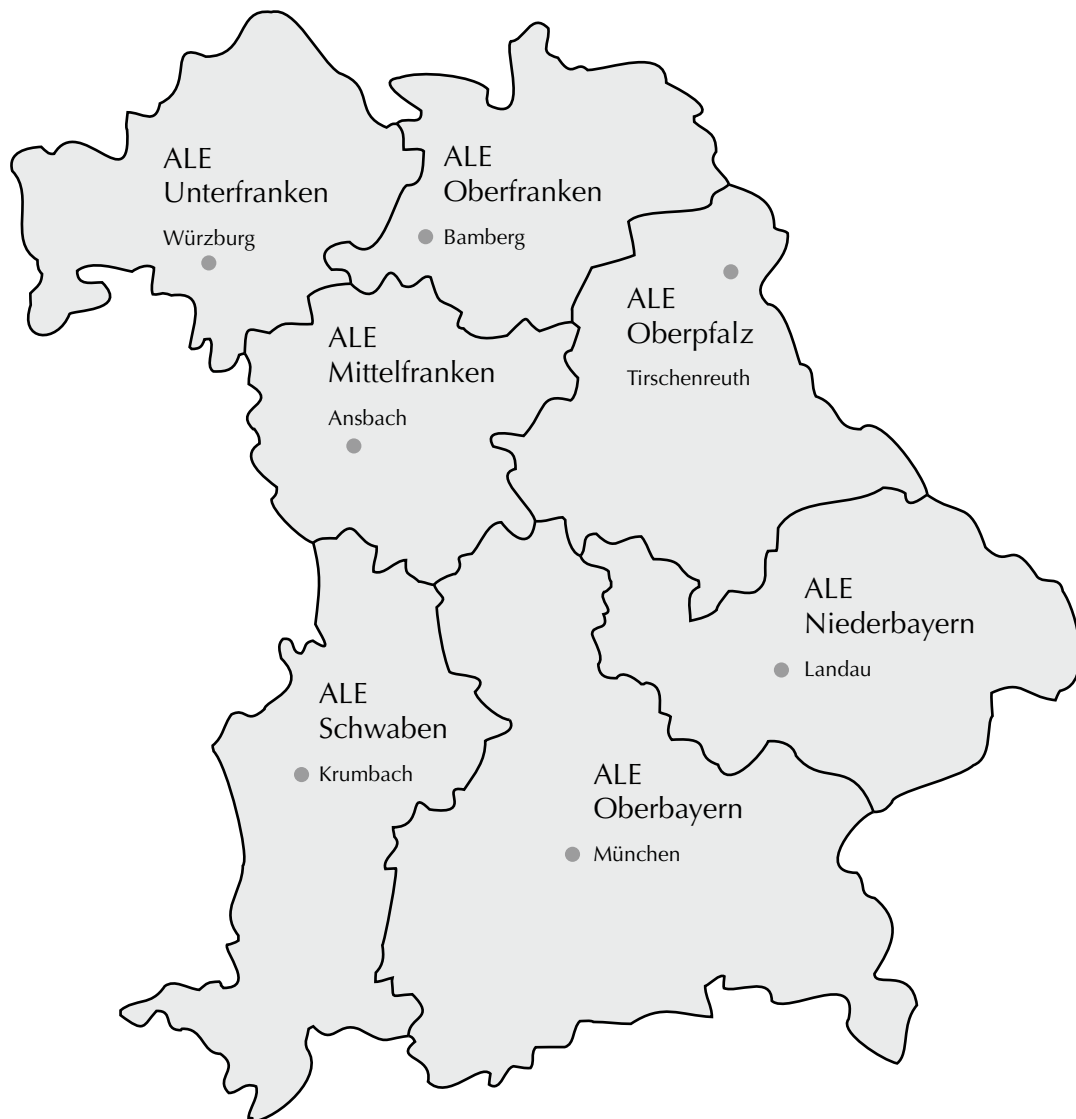 ALE
Unterfranken
Würzburg
ALE
Oberfranken
Bamberg
ALE
Oberpfalz
Tirschenreuth
ALE
Mittelfranken
Ansbach
ALE
Niederbayern
Landau
ALE
Schwaben
Krumbach
ALE
Oberbayern
München